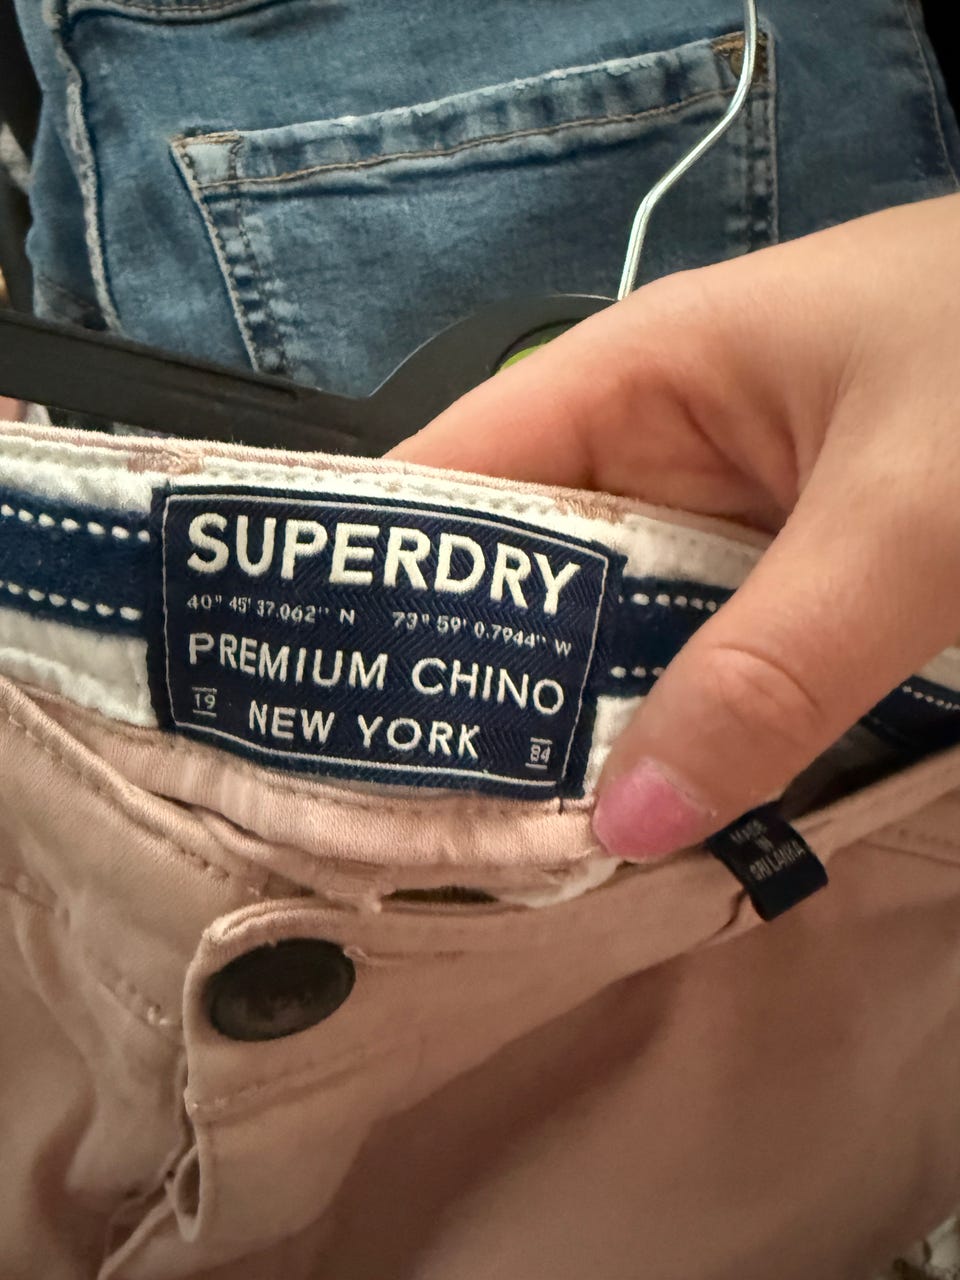 SUPERDRY
40° 45' 37.062'' N 73° 59' 0.7944'' W
PREMIUM CHINO
19 NEW YORK 84
MADE
IN
SRI LANKA